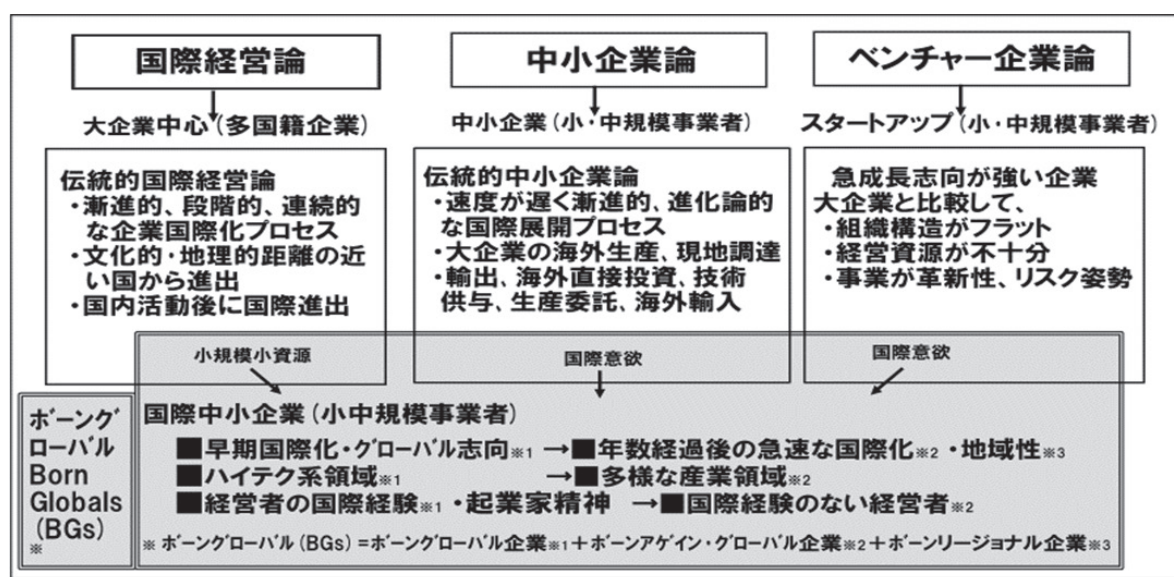 国際経営論
中小企業論
ベンチャー企業論
大企業中心(多国籍企業)
中小企業(小・中規模事業者)
スタートアップ(小・中規模事業者)
伝統的国際経営論
・漸進的、段階的、連続的
な企業国際化プロセス
・文化的・地理的距離の近
い国から進出
・国内活動後に国際進出
伝統的中小企業論
・速度が遅く漸進的、進化論的
な国際展開プロセス
・大企業の海外生産、現地調達
・輸出、海外直接投資、技術
供与、生産委託、海外輸入
急成長志向が強い企業
大企業と比較して、
・組織構造がフラット
・経営資源が不十分
・事業が革新性、リスク姿勢
小規模小資源
国際意欲
国際意欲
ボーング
ローバル
Born
Globals
(BGs)
※
国際中小企業(小中規模事業者)
■早期国際化・グローバル志向※1 →■年数経過後の急速な国際化※2・地域性※3
■ハイテク系領域※1 →■多様な産業領域※2
■経営者の国際経験※1・起業家精神 →■国際経験のない経営者※2
※ ボーングローバル(BGs)=ボーングローバル企業※1+ボーンアゲイン・グローバル企業※2+ボーンリージョナル企業※3